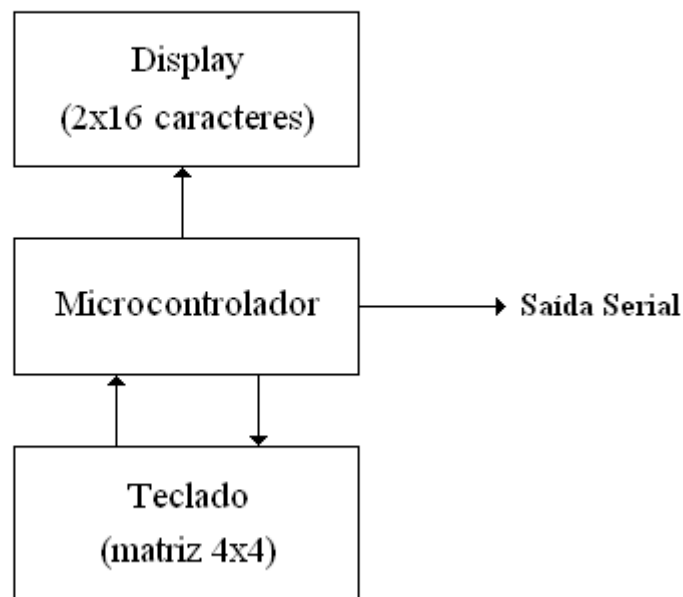 Display
(2x16 caracteres)
Microcontrolador
Saída Serial
Teclado
(matriz 4x4)